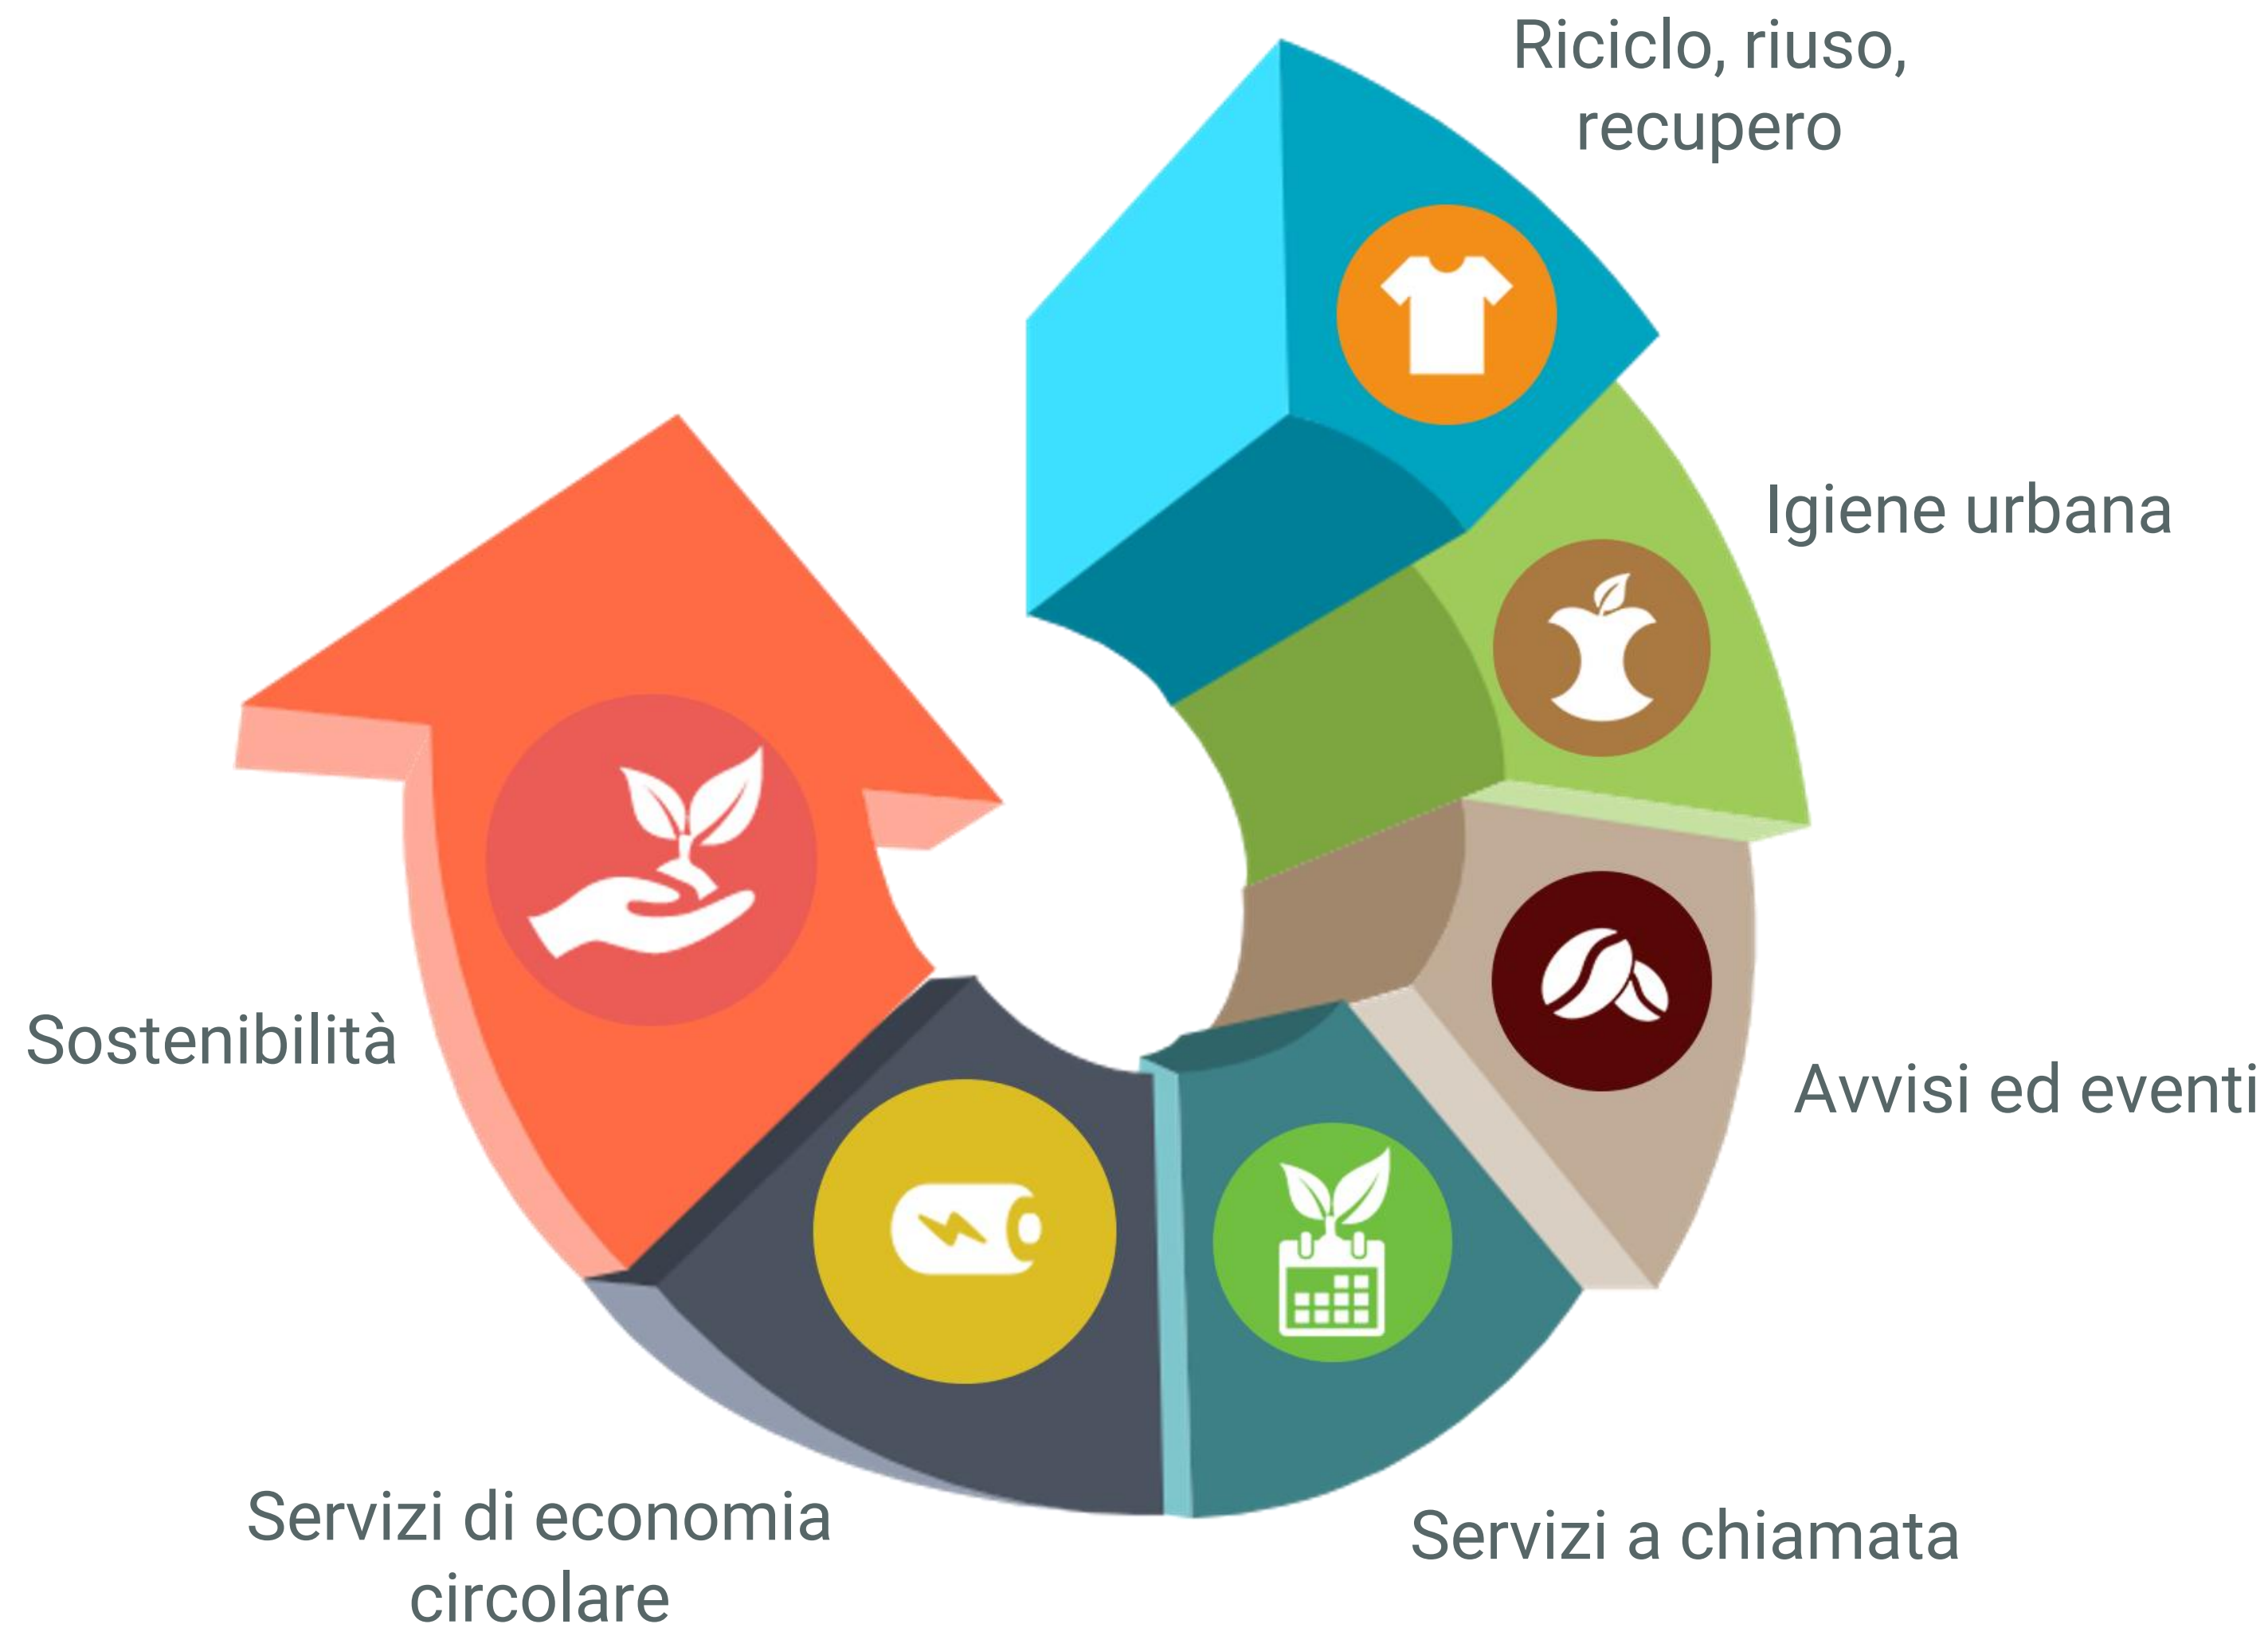 Riciclo, riuso,
recupero
Igiene urbana
Sostenibilità
Avvisi ed eventi
Servizi di economia
circolare
Servizi a chiamata